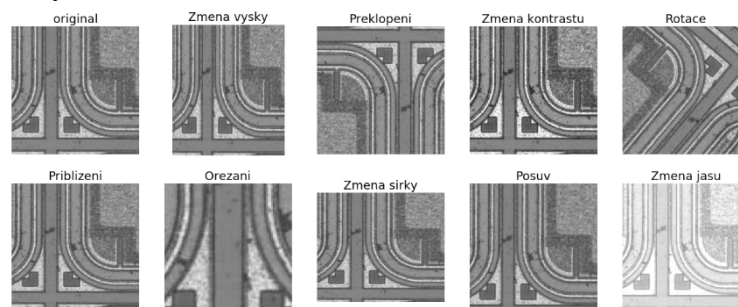 original
Zmena vysky
Preklopeni
Zmena kontrastu
Rotace
Priblizeni
Orezani
Zmena sirky
Posuv
Zmena jasu